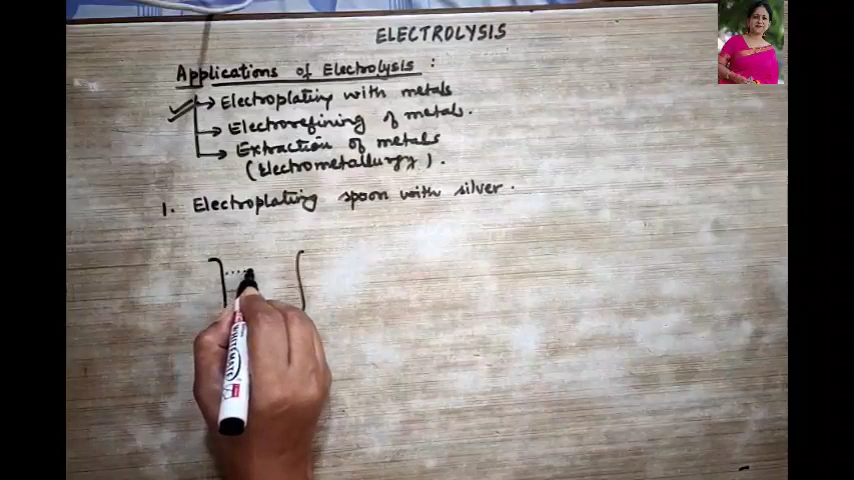 ELECTROLYSIS
Applications of Electrolysis :
→ Electroplating with metals
→ Electrorefining of metals.
→ Extraction of metals
(Electrometallurgy).
1. Electroplating spoon with silver.
WHITEMATE